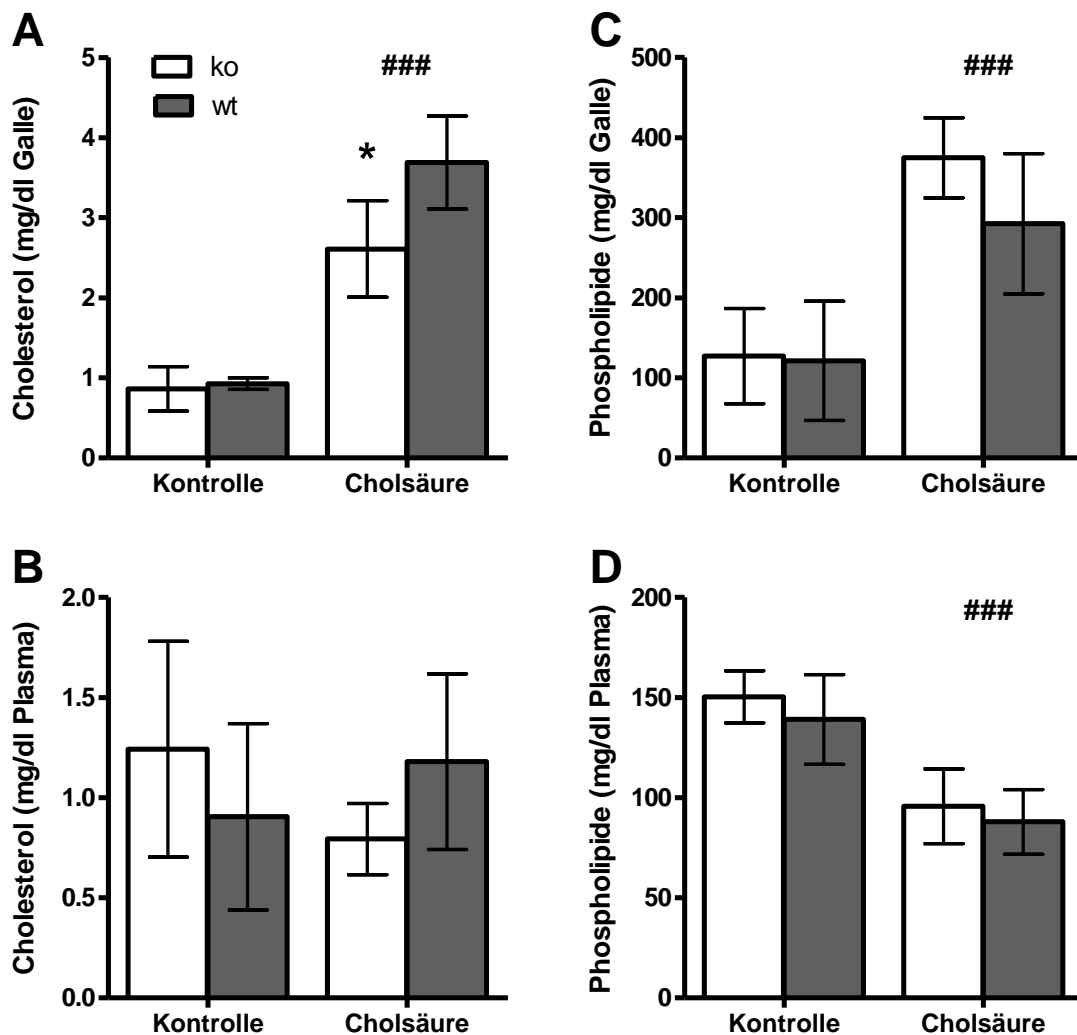 A
Cholesterol (mg/dl Galle)
5
4
3
2
1
0
ko
wt
###
*
Kontrolle
Cholsäure
C
Phospholipide (mg/dl Galle)
500
400
300
200
100
0
###
Kontrolle
Cholsäure
B
Cholesterol (mg/dl Plasma)
2.0
1.5
1.0
0.5
0.0
Kontrolle
Cholsäure
D
Phospholipide (mg/dl Plasma)
200
150
100
50
0
###
Kontrolle
Cholsäure